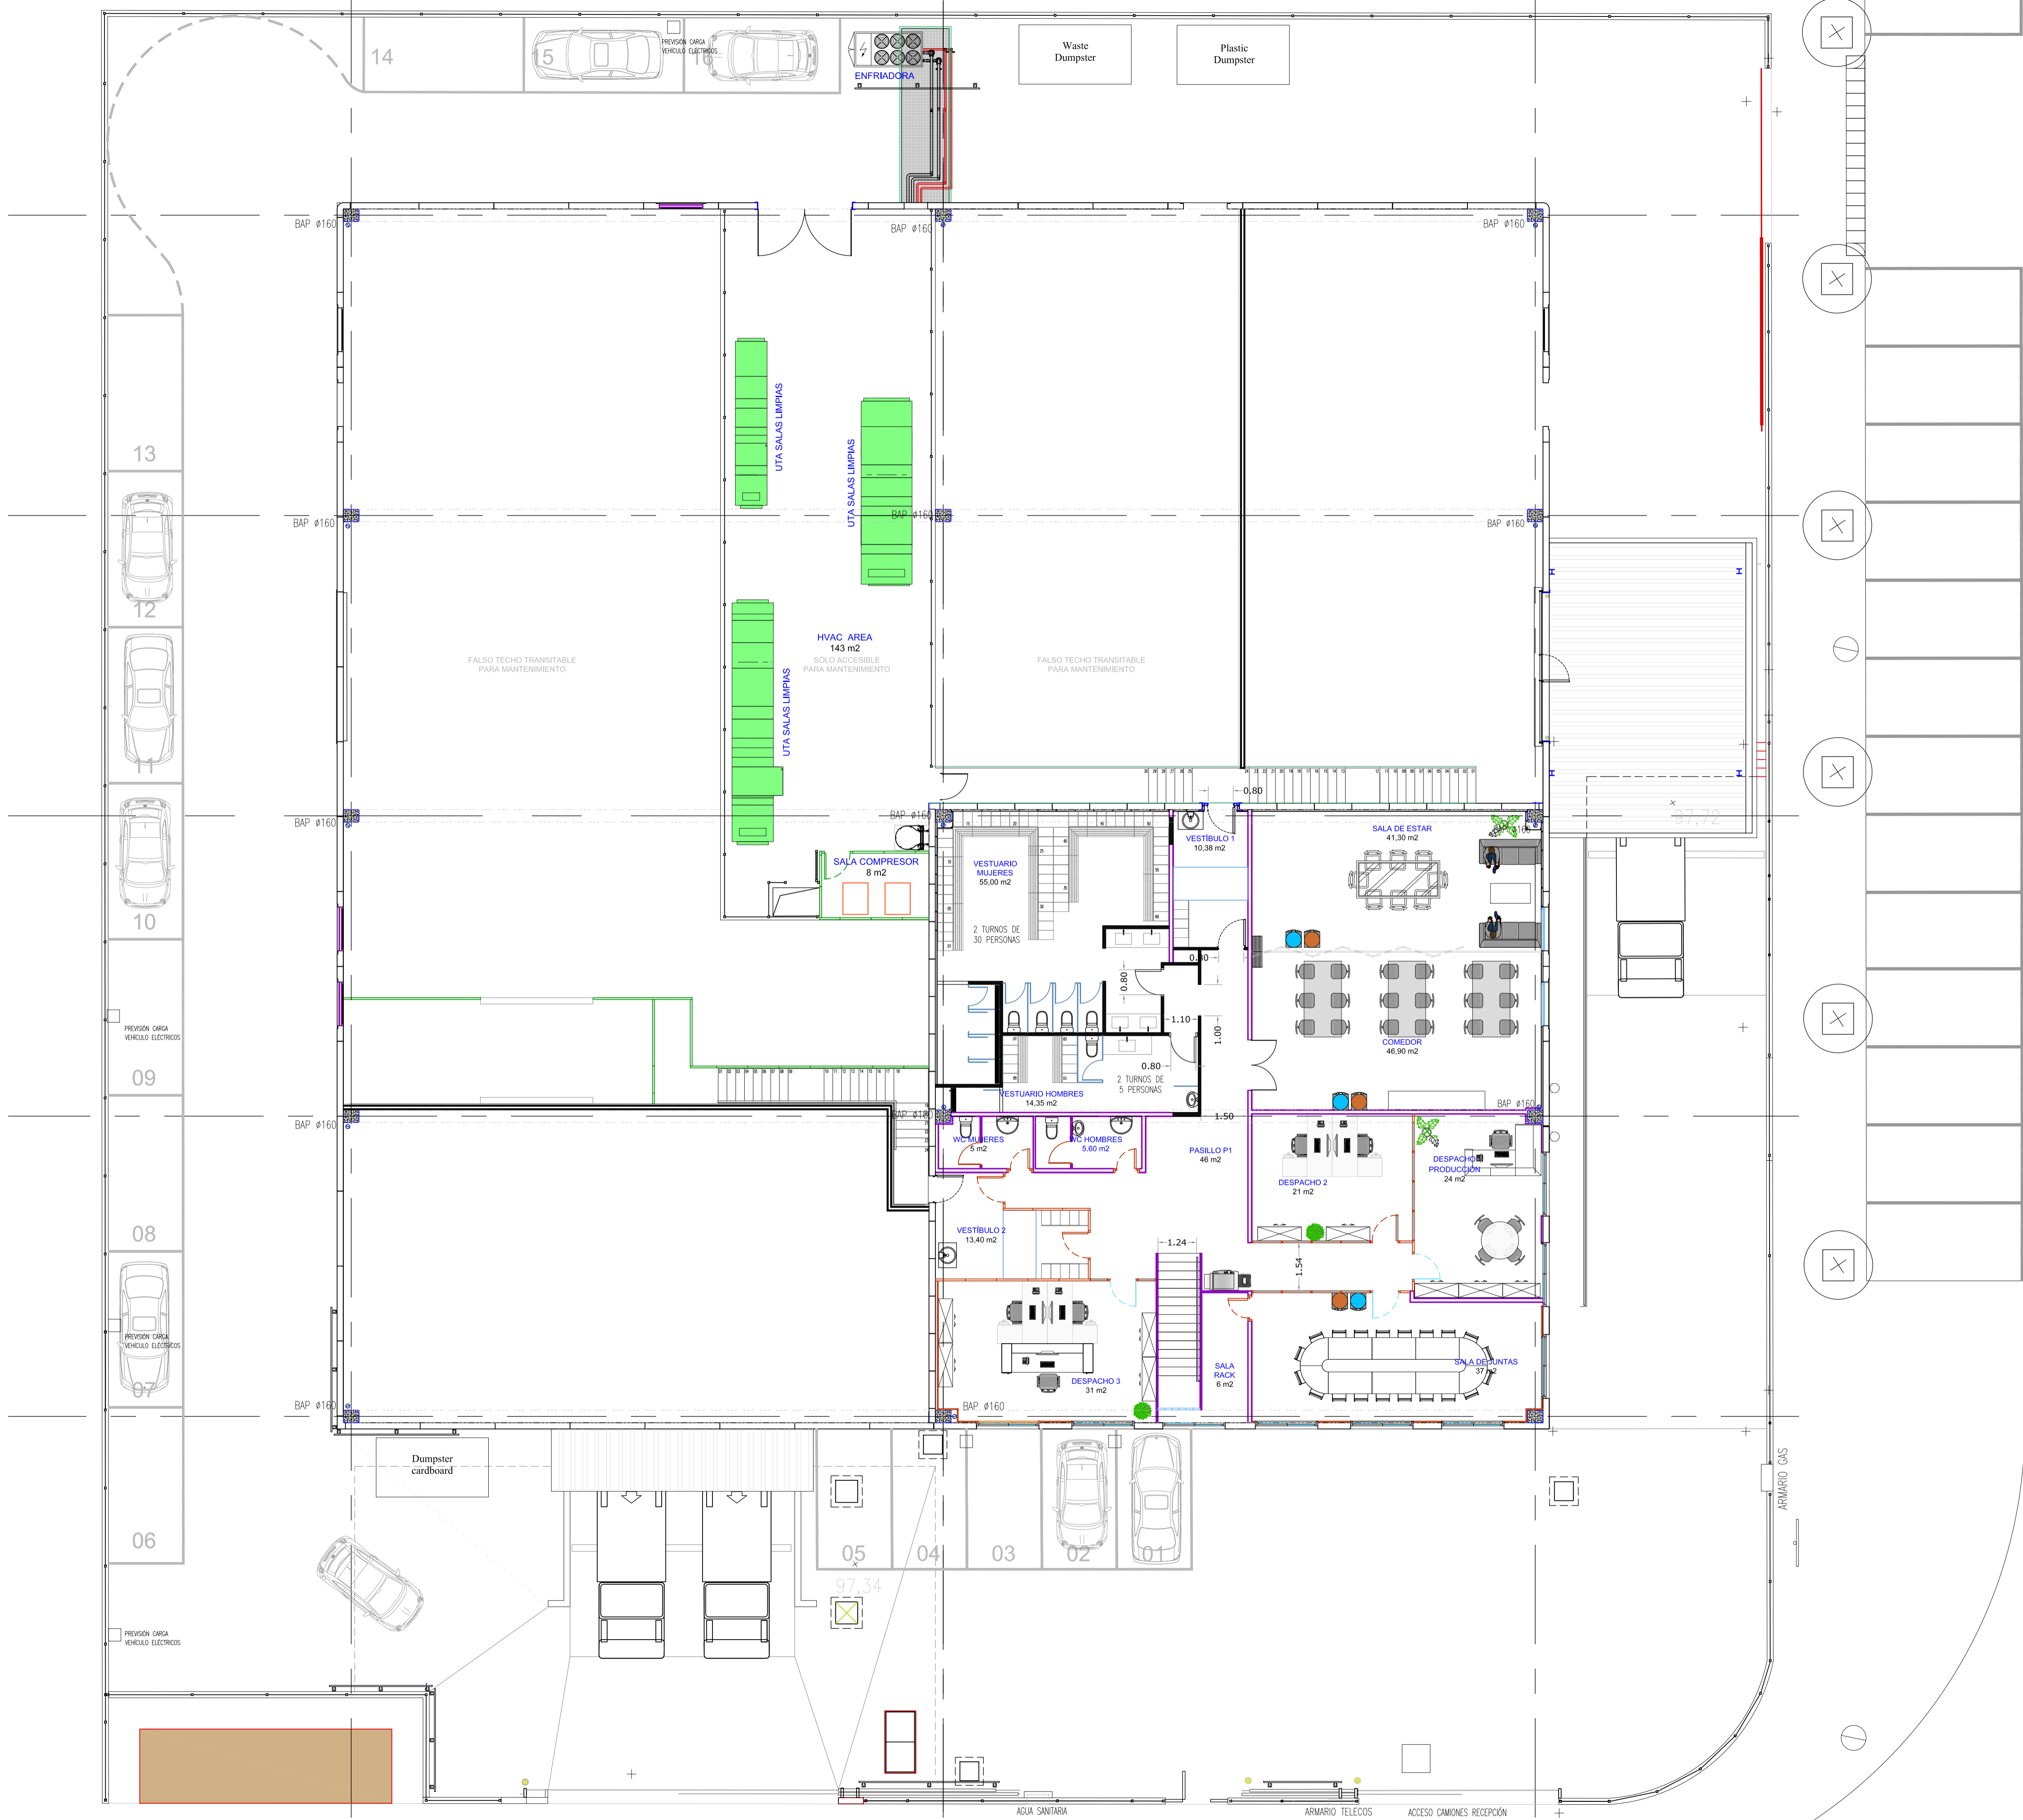 14
15
PREVISIÓN CARGA
VEHÍCULO ELÉCTRICOS
16
ENFRIADORA
Waste
Dumpster
Plastic
Dumpster
BAP ø160
BAP ø160
BAP ø160
13
UTA SALAS LIMPIAS
UTA SALAS LIMPIAS
BAP ø160
BAP ø160
BAP ø160
12
HVAC AREA
143 m2
SÓLO ACCESIBLE
PARA MANTENIMIENTO
FALSO TECHO TRANSITABLE
PARA MANTENIMIENTO
FALSO TECHO TRANSITABLE
PARA MANTENIMIENTO
UTA SALAS LIMPIAS
11
0.80
BAP ø160
BAP ø160
97,72
SALA COMPRESOR
8 m2
VESTUARIO
MUJERES
55,00 m2
VESTÍBULO 1
10,38 m2
SALA DE ESTAR
41,30 m2
10
2 TURNOS DE
30 PERSONAS
0.80
0.80
1.10
1.00
PREVISIÓN CARGA
VEHÍCULO ELÉCTRICOS
COMEDOR
46,90 m2
09
0.80
2 TURNOS DE
5 PERSONAS
VESTUARIO HOMBRES
14,35 m2
BAP ø160
BAP ø160
BAP ø160
1.50
WC MUJERES
5 m2
WC HOMBRES
5.60 m2
PASILLO P1
46 m2
DESPACHO 2
21 m2
DESPACHO
PRODUCCIÓN
24 m2
08
VESTÍBULO 2
13,40 m2
1.24
1.54
PREVISIÓN CARGA
VEHÍCULO ELÉCTRICOS
07
DESPACHO 3
31 m2
SALA
RACK
6 m2
SALA DE JUNTAS
37 m2
BAP ø160
BAP ø160
Dumpster
cardboard
ARMARIO GAS
06
05
04
03
02
01
97,34
PREVISIÓN CARGA
VEHÍCULO ELÉCTRICOS
AGUA SANITARIA
ARMARIO TELECOS
ACCESO CAMIONES RECEPCIÓN